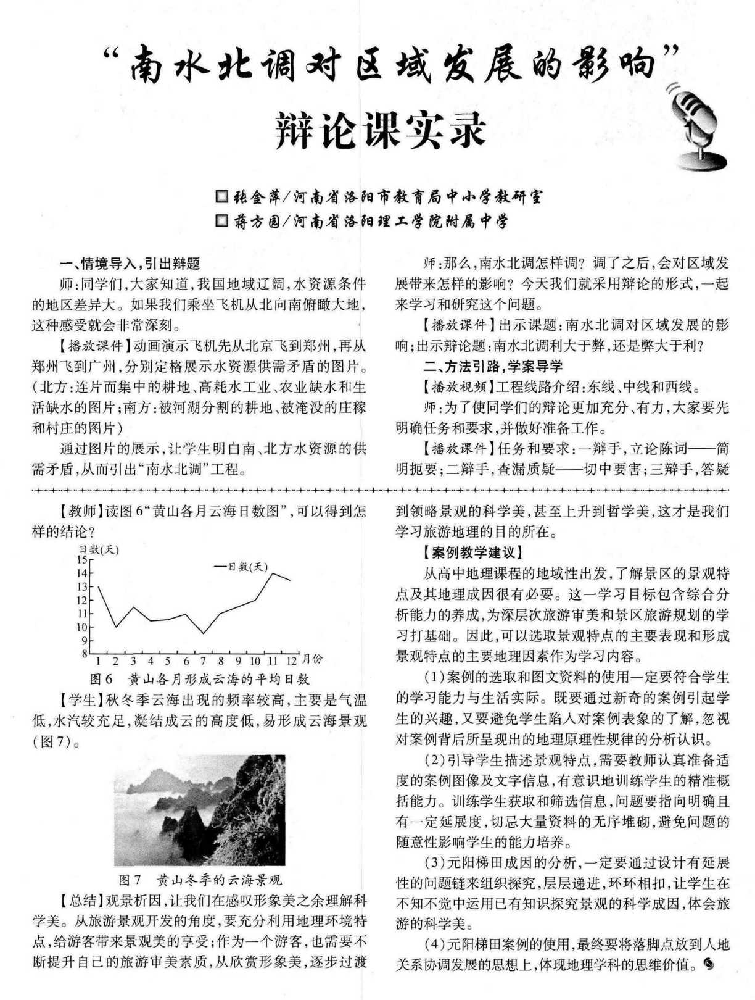 “南水北调对区域发展的影响”
辩论课实录
张金萍/河南省洛阳市教育局中小学教研室
蒋方园/河南省洛阳理工学院附属中学
一、情境导入,引出辩题
师:同学们,大家知道,我国地域辽阔,水资源条件
的地区差异大。如果我们乘坐飞机从北向南俯瞰大地,
这种感受就会非常深刻。
【播放课件】动画演示飞机先从北京飞到郑州,再从
郑州飞到广州,分别定格展示水资源供需矛盾的图片。
(北方:连片而集中的耕地、高耗水工业、农业缺水和生
活缺水的图片;南方:被河湖分割的耕地、被淹没的庄稼
和村庄的图片)
通过图片的展示,让学生明白南、北方水资源的供
需矛盾,从而引出“南水北调”工程。
师:那么,南水北调怎样调？调了之后,会对区域发
展带来怎样的影响？今天我们就采用辩论的形式,一起
来学习和研究这个问题。
【播放课件】出示课题:南水北调对区域发展的影
响;出示辩论题:南水北调利大于弊,还是弊大于利?
二、方法引路,学案导学
【播放视频】工程线路介绍:东线、中线和西线。
师:为了使同学们的辩论更加充分、有力,大家要先
明确任务和要求,并做好准备工作。
【播放课件】任务和要求:一辩手,立论陈词——简
明扼要;二辩手,查漏质疑——切中要害;三辩手,答疑
【教师】读图6“黄山各月云海日数图”,可以得到怎
样的结论?
日数(天)
15
14
13
12
11
10
9
8
—日数(天)
1 2 3 4 5 6 7 8 9 10 11 12 月份
图6 黄山各月形成云海的平均日数
【学生】秋冬季云海出现的频率较高,主要是气温
低,水汽较充足,凝结成云的高度低,易形成云海景观
(图7)。
图7 黄山冬季的云海景观
【总结】观景析因,让我们在感叹形象美之余理解科
学美。从旅游景观开发的角度,要充分利用地理环境特
点,给游客带来景观美的享受;作为一个游客,也需要不
断提升自己的旅游审美素质,从欣赏形象美,逐步过渡
到领略景观的科学美,甚至上升到哲学美,这才是我们
学习旅游地理的目的所在。
【案例教学建议】
从高中地理课程的地域性出发,了解景区的景观特
点及其地理成因很有必要。这一学习目标包含综合分
析能力的养成,为深层次旅游审美和景区旅游规划的学
习打基础。因此,可以选取景观特点的主要表现和形成
景观特点的主要地理因素作为学习内容。
(1)案例的选取和图文资料的使用一定要符合学生
的学习能力与生活实际。既要通过新奇的案例引起学
生的兴趣,又要避免学生陷入对案例表象的了解,忽视
对案例背后所呈现出的地理原理性规律的分析认识。
(2)引导学生描述景观特点,需要教师认真准备适
度的案例图像及文字信息,有意识地训练学生的精准概
括能力。训练学生获取和筛选信息,问题要指向明确且
有一定延展度,切忌大量资料的无序堆砌,避免问题的
随意性影响学生的能力培养。
(3)元阳梯田成因的分析,一定要通过设计有延展
性的问题链来组织探究,层层递进,环环相扣,让学生在
不知不觉中运用已有知识探究景观的科学成因,体会旅
游的科学美。
(4)元阳梯田案例的使用,最终要将落脚点放到人地
关系协调发展的思想上,体现地理学科的思维价值。